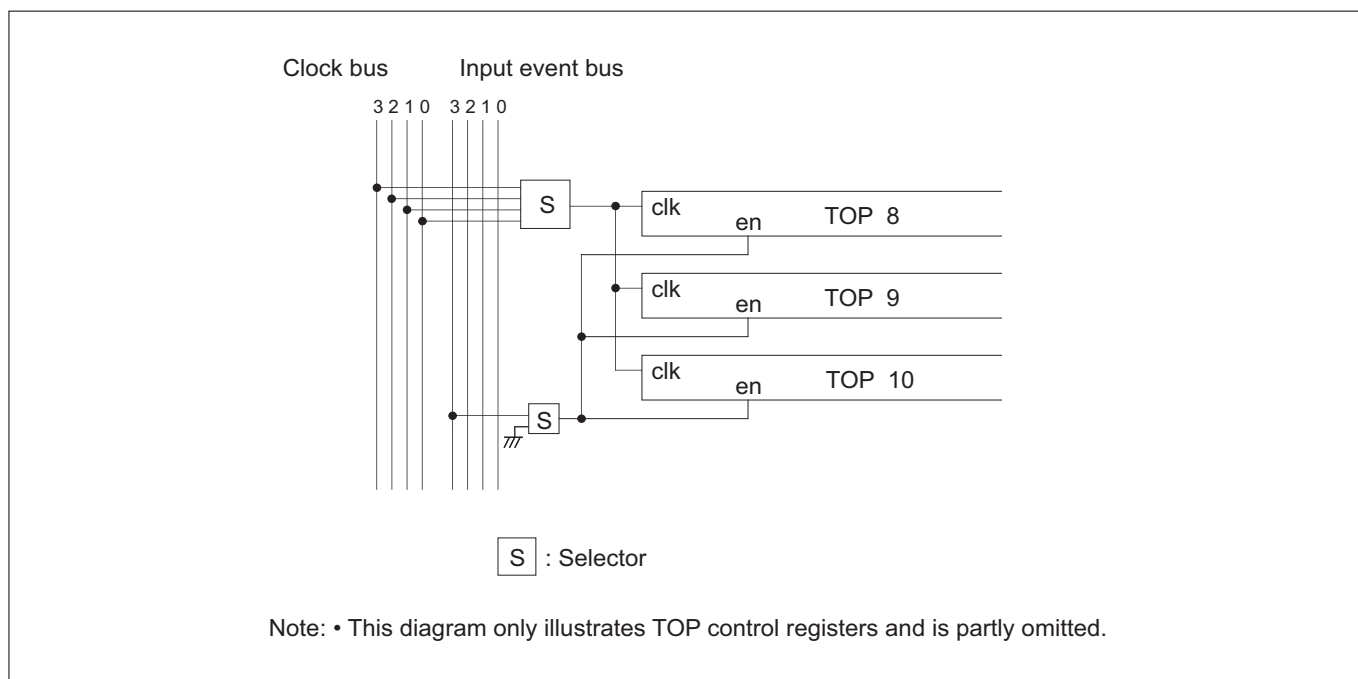 Clock bus Input event bus
3 2 1 0 3 2 1 0
S
clk
en TOP 8
clk
en TOP 9
clk
en TOP 10
S
S : Selector
Note: • This diagram only illustrates TOP control registers and is partly omitted.